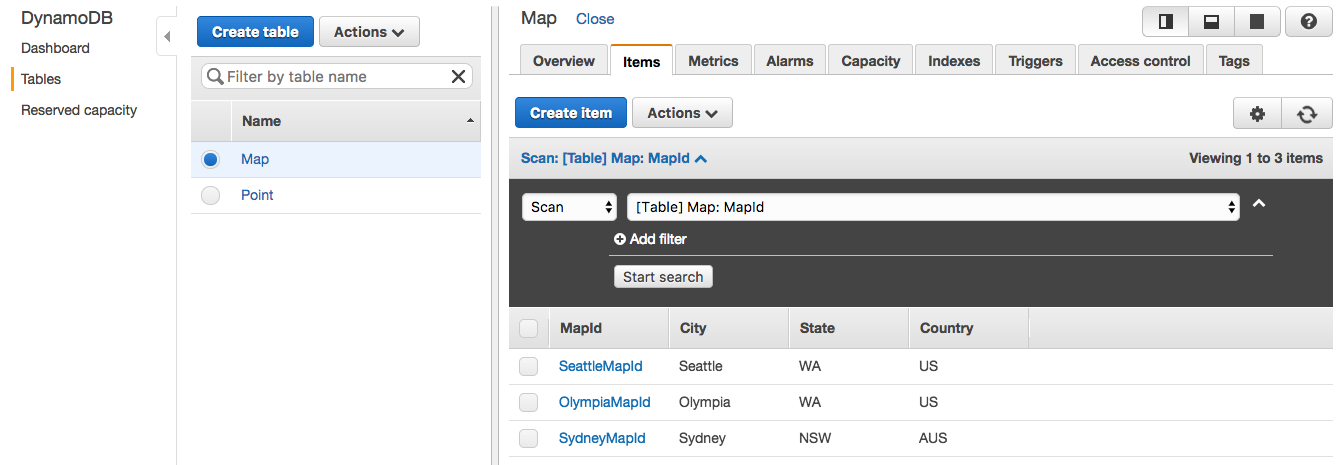 DynamoDB
Dashboard
Tables
Reserved capacity
Create table Actions
Filter by table name
Name
Map
Point
Map Close
Overview Items Metrics Alarms Capacity Indexes Triggers Access control Tags
Create item Actions
Scan: [Table] Map: MapId Viewing 1 to 3 items
Scan [Table] Map: MapId
Add filter
Start search
MapId City State Country
SeattleMapId Seattle WA US
OlympiaMapId Olympia WA US
SydneyMapId Sydney NSW AUS